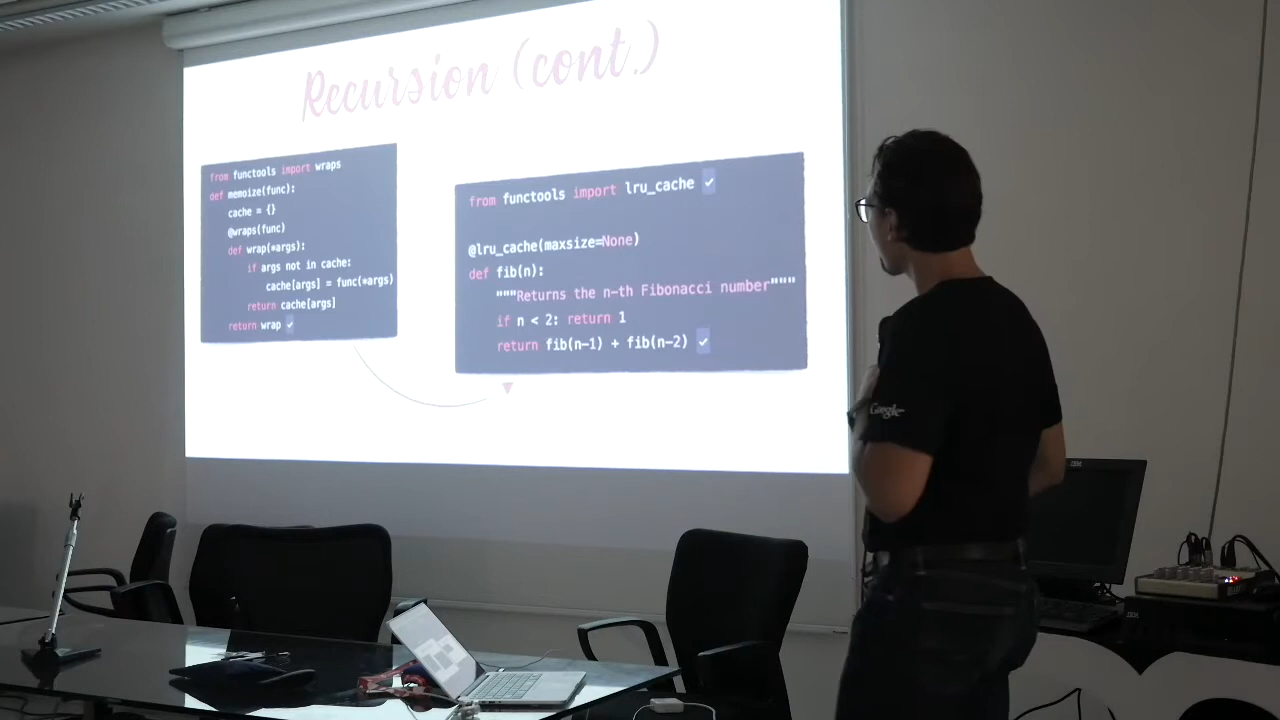 Recursion (cont.)
from functools import wraps
def memoize(func):
cache = {}
@wraps(func)
def wrap(*args):
if args not in cache:
cache[args] = func(*args)
return cache[args]
return wrap
from functools import lru_cache
@lru_cache(maxsize=None)
def fib(n):
"""Returns the n-th Fibonacci number"""
if n < 2: return 1
return fib(n-1) + fib(n-2)
Google
IBM
IBM